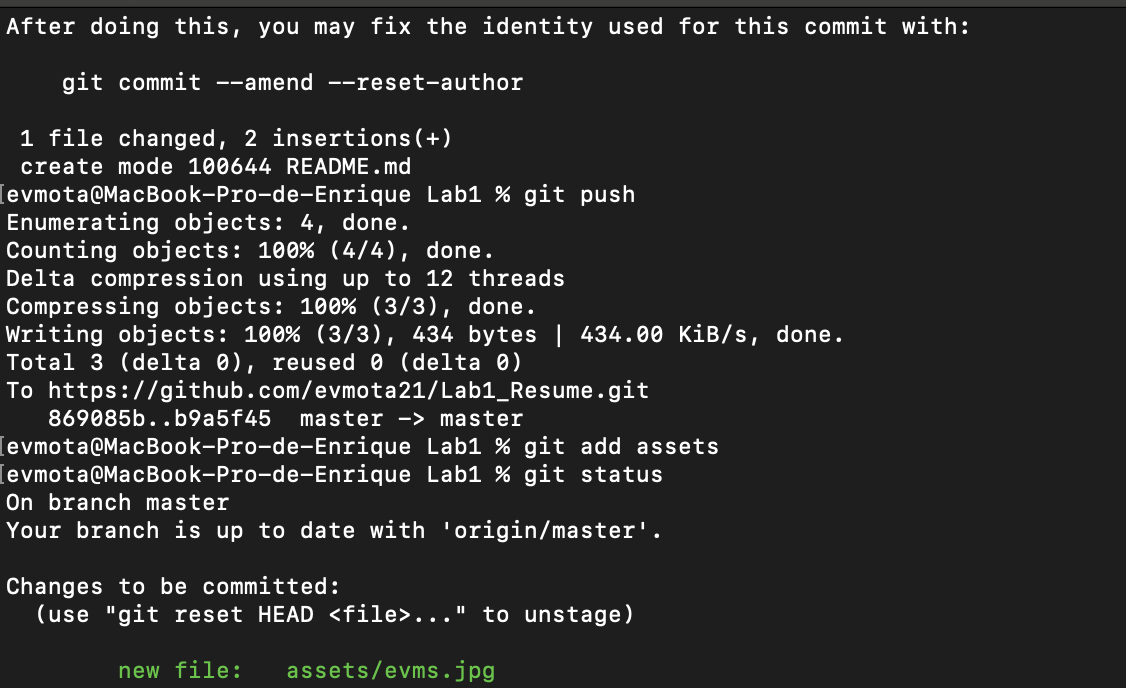 After doing this, you may fix the identity used for this commit with:
    git commit --amend --reset-author
 1 file changed, 2 insertions(+)
 create mode 100644 README.md
[evmota@MacBook-Pro-de-Enrique Lab1 % git push
Enumerating objects: 4, done.
Counting objects: 100% (4/4), done.
Delta compression using up to 12 threads
Compressing objects: 100% (3/3), done.
Writing objects: 100% (3/3), 434 bytes | 434.00 KiB/s, done.
Total 3 (delta 0), reused 0 (delta 0)
To https://github.com/evmota21/Lab1_Resume.git
   869085b..b9a5f45  master -> master
[evmota@MacBook-Pro-de-Enrique Lab1 % git add assets
[evmota@MacBook-Pro-de-Enrique Lab1 % git status
On branch master
Your branch is up to date with 'origin/master'.
Changes to be committed:
  (use "git reset HEAD <file>..." to unstage)
        new file:   assets/evms.jpg